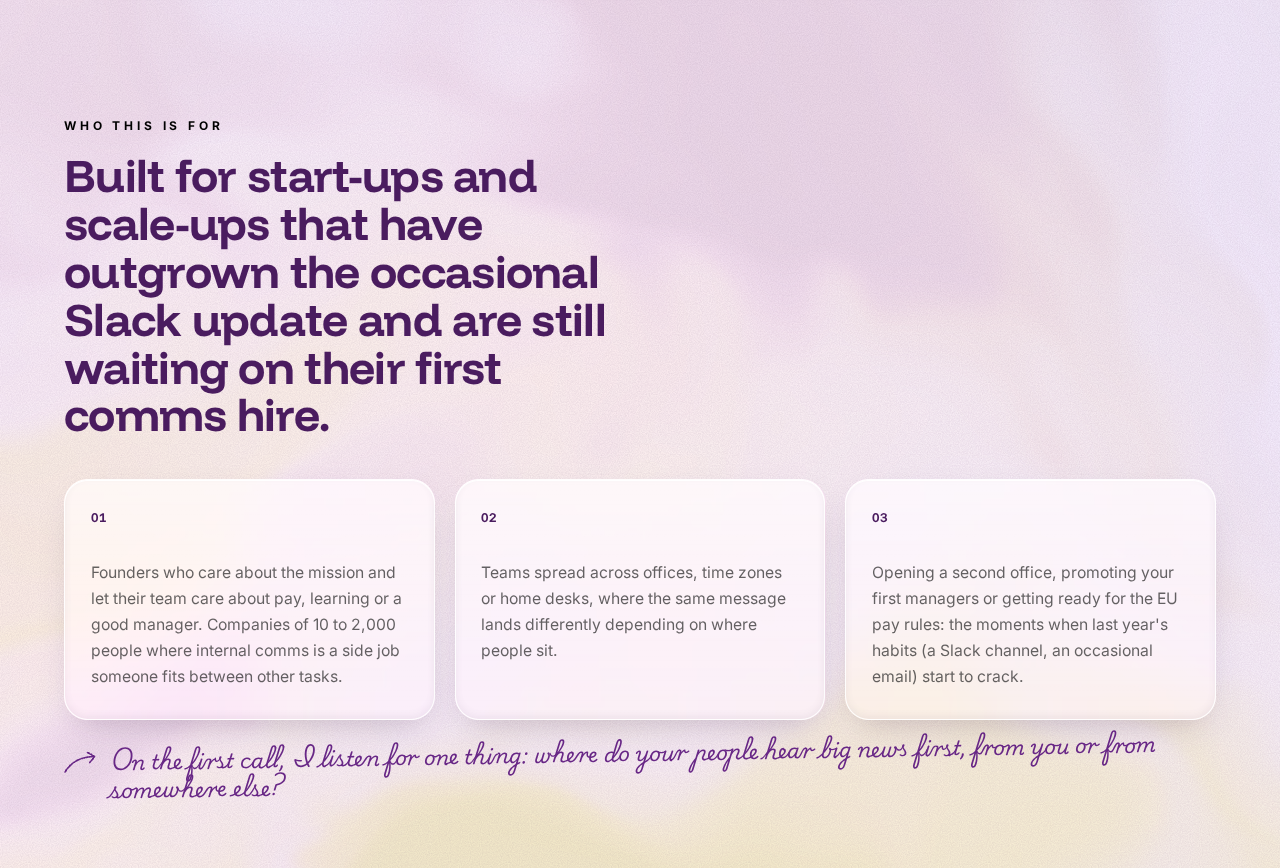 WHO THIS IS FOR
Built for start-ups and
scale-ups that have
outgrown the occasional
Slack update and are still
waiting on their first
comms hire.
01
Founders who care about the mission and
let their team care about pay, learning or a
good manager. Companies of 10 to 2,000
people where internal comms is a side job
someone fits between other tasks.
02
Teams spread across offices, time zones
or home desks, where the same message
lands differently depending on where
people sit.
03
Opening a second office, promoting your
first managers or getting ready for the EU
pay rules: the moments when last year's
habits (a Slack channel, an occasional
email) start to crack.
On the first call, I listen for one thing: where do your people hear big news first, from you or from
somewhere else?